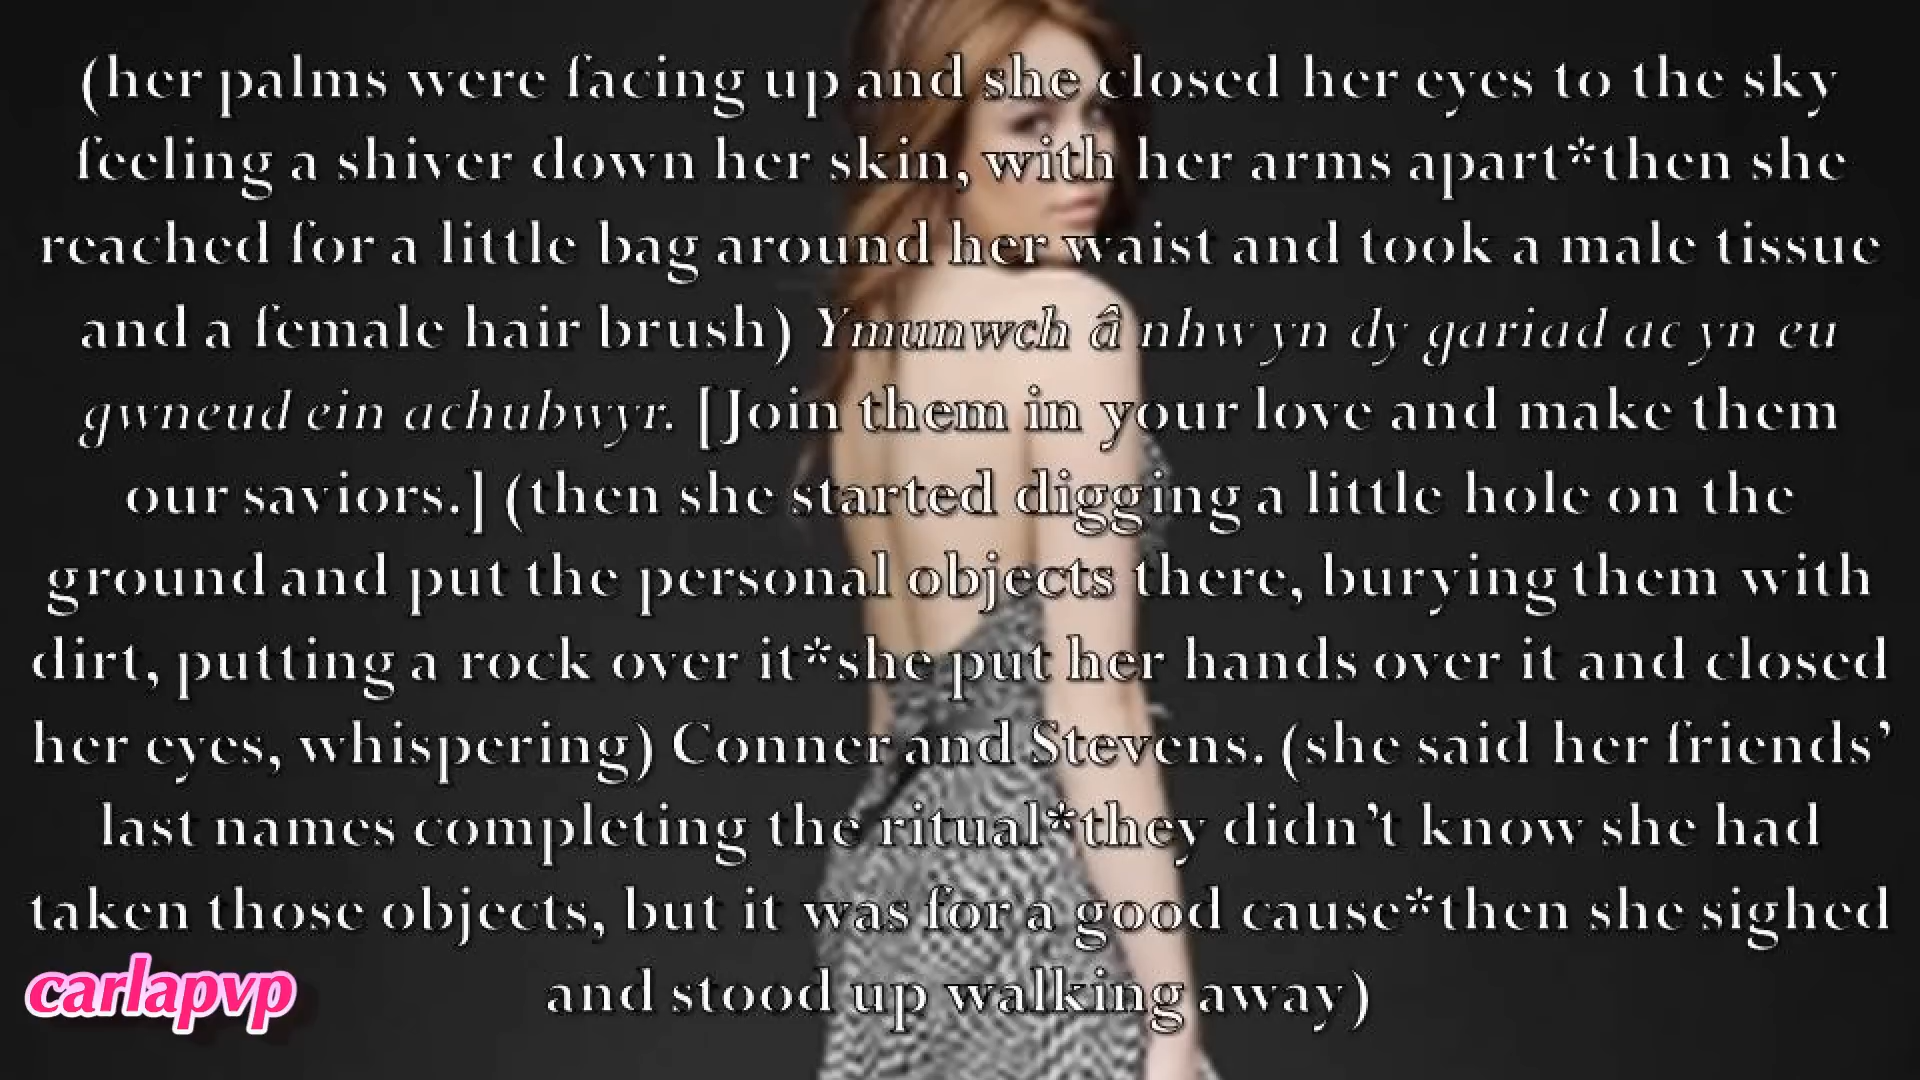 (her palms were facing up and she closed her eyes to the sky
feeling a shiver down her skin, with her arms apart*then she
reached for a little bag around her waist and took a male tissue
and a female hair brush) Ymunwch â nhw yn dy gariad ac yn eu
gwneud ein achubwyr. [Join them in your love and make them
our saviors.] (then she started digging a little hole on the
ground and put the personal objects there, burying them with
dirt, putting a rock over it*she put her hands over it and closed
her eyes, whispering) Conner and Stevens. (she said her friends’
last names completing the ritual*they didn’t know she had
taken those objects, but it was for a good cause*then she sighed
and stood up walking away)
carlapvp